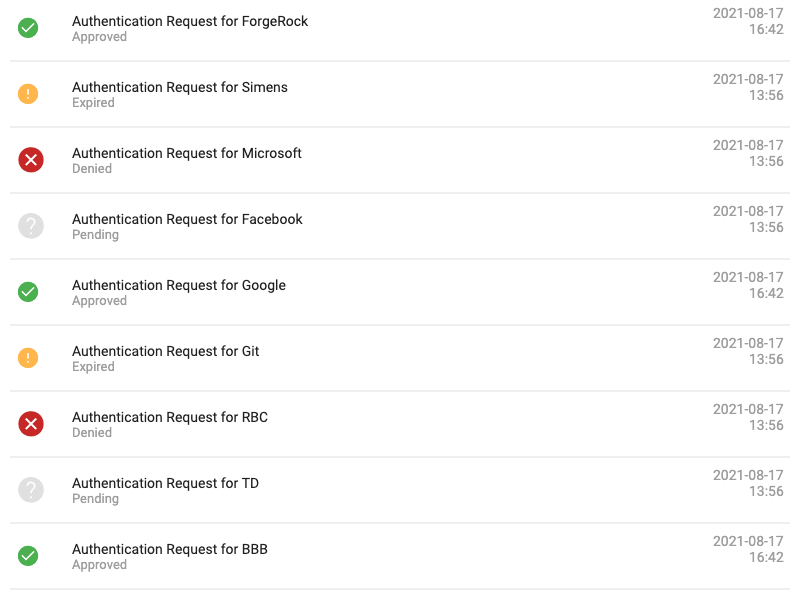 Authentication Request for ForgeRock
Approved
2021-08-17
16:42
Authentication Request for Simens
Expired
2021-08-17
13:56
Authentication Request for Microsoft
Denied
2021-08-17
13:56
Authentication Request for Facebook
Pending
2021-08-17
13:56
Authentication Request for Google
Approved
2021-08-17
16:42
Authentication Request for Git
Expired
2021-08-17
13:56
Authentication Request for RBC
Denied
2021-08-17
13:56
Authentication Request for TD
Pending
2021-08-17
13:56
Authentication Request for BBB
Approved
2021-08-17
16:42